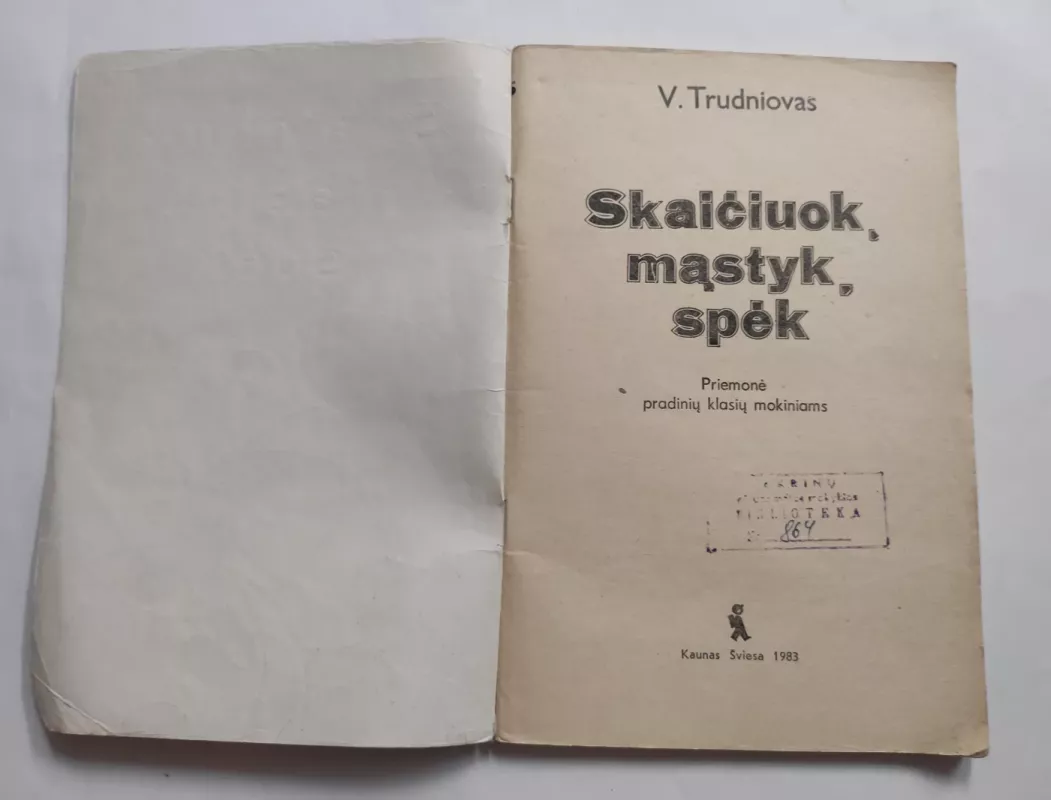 V. Trudniovas
Skaičiuok,
mąstyk,
spėk
Priemonė
pradinių klasių mokiniams
BIBLIOTEKA
864
Kaunas Šviesa 1983